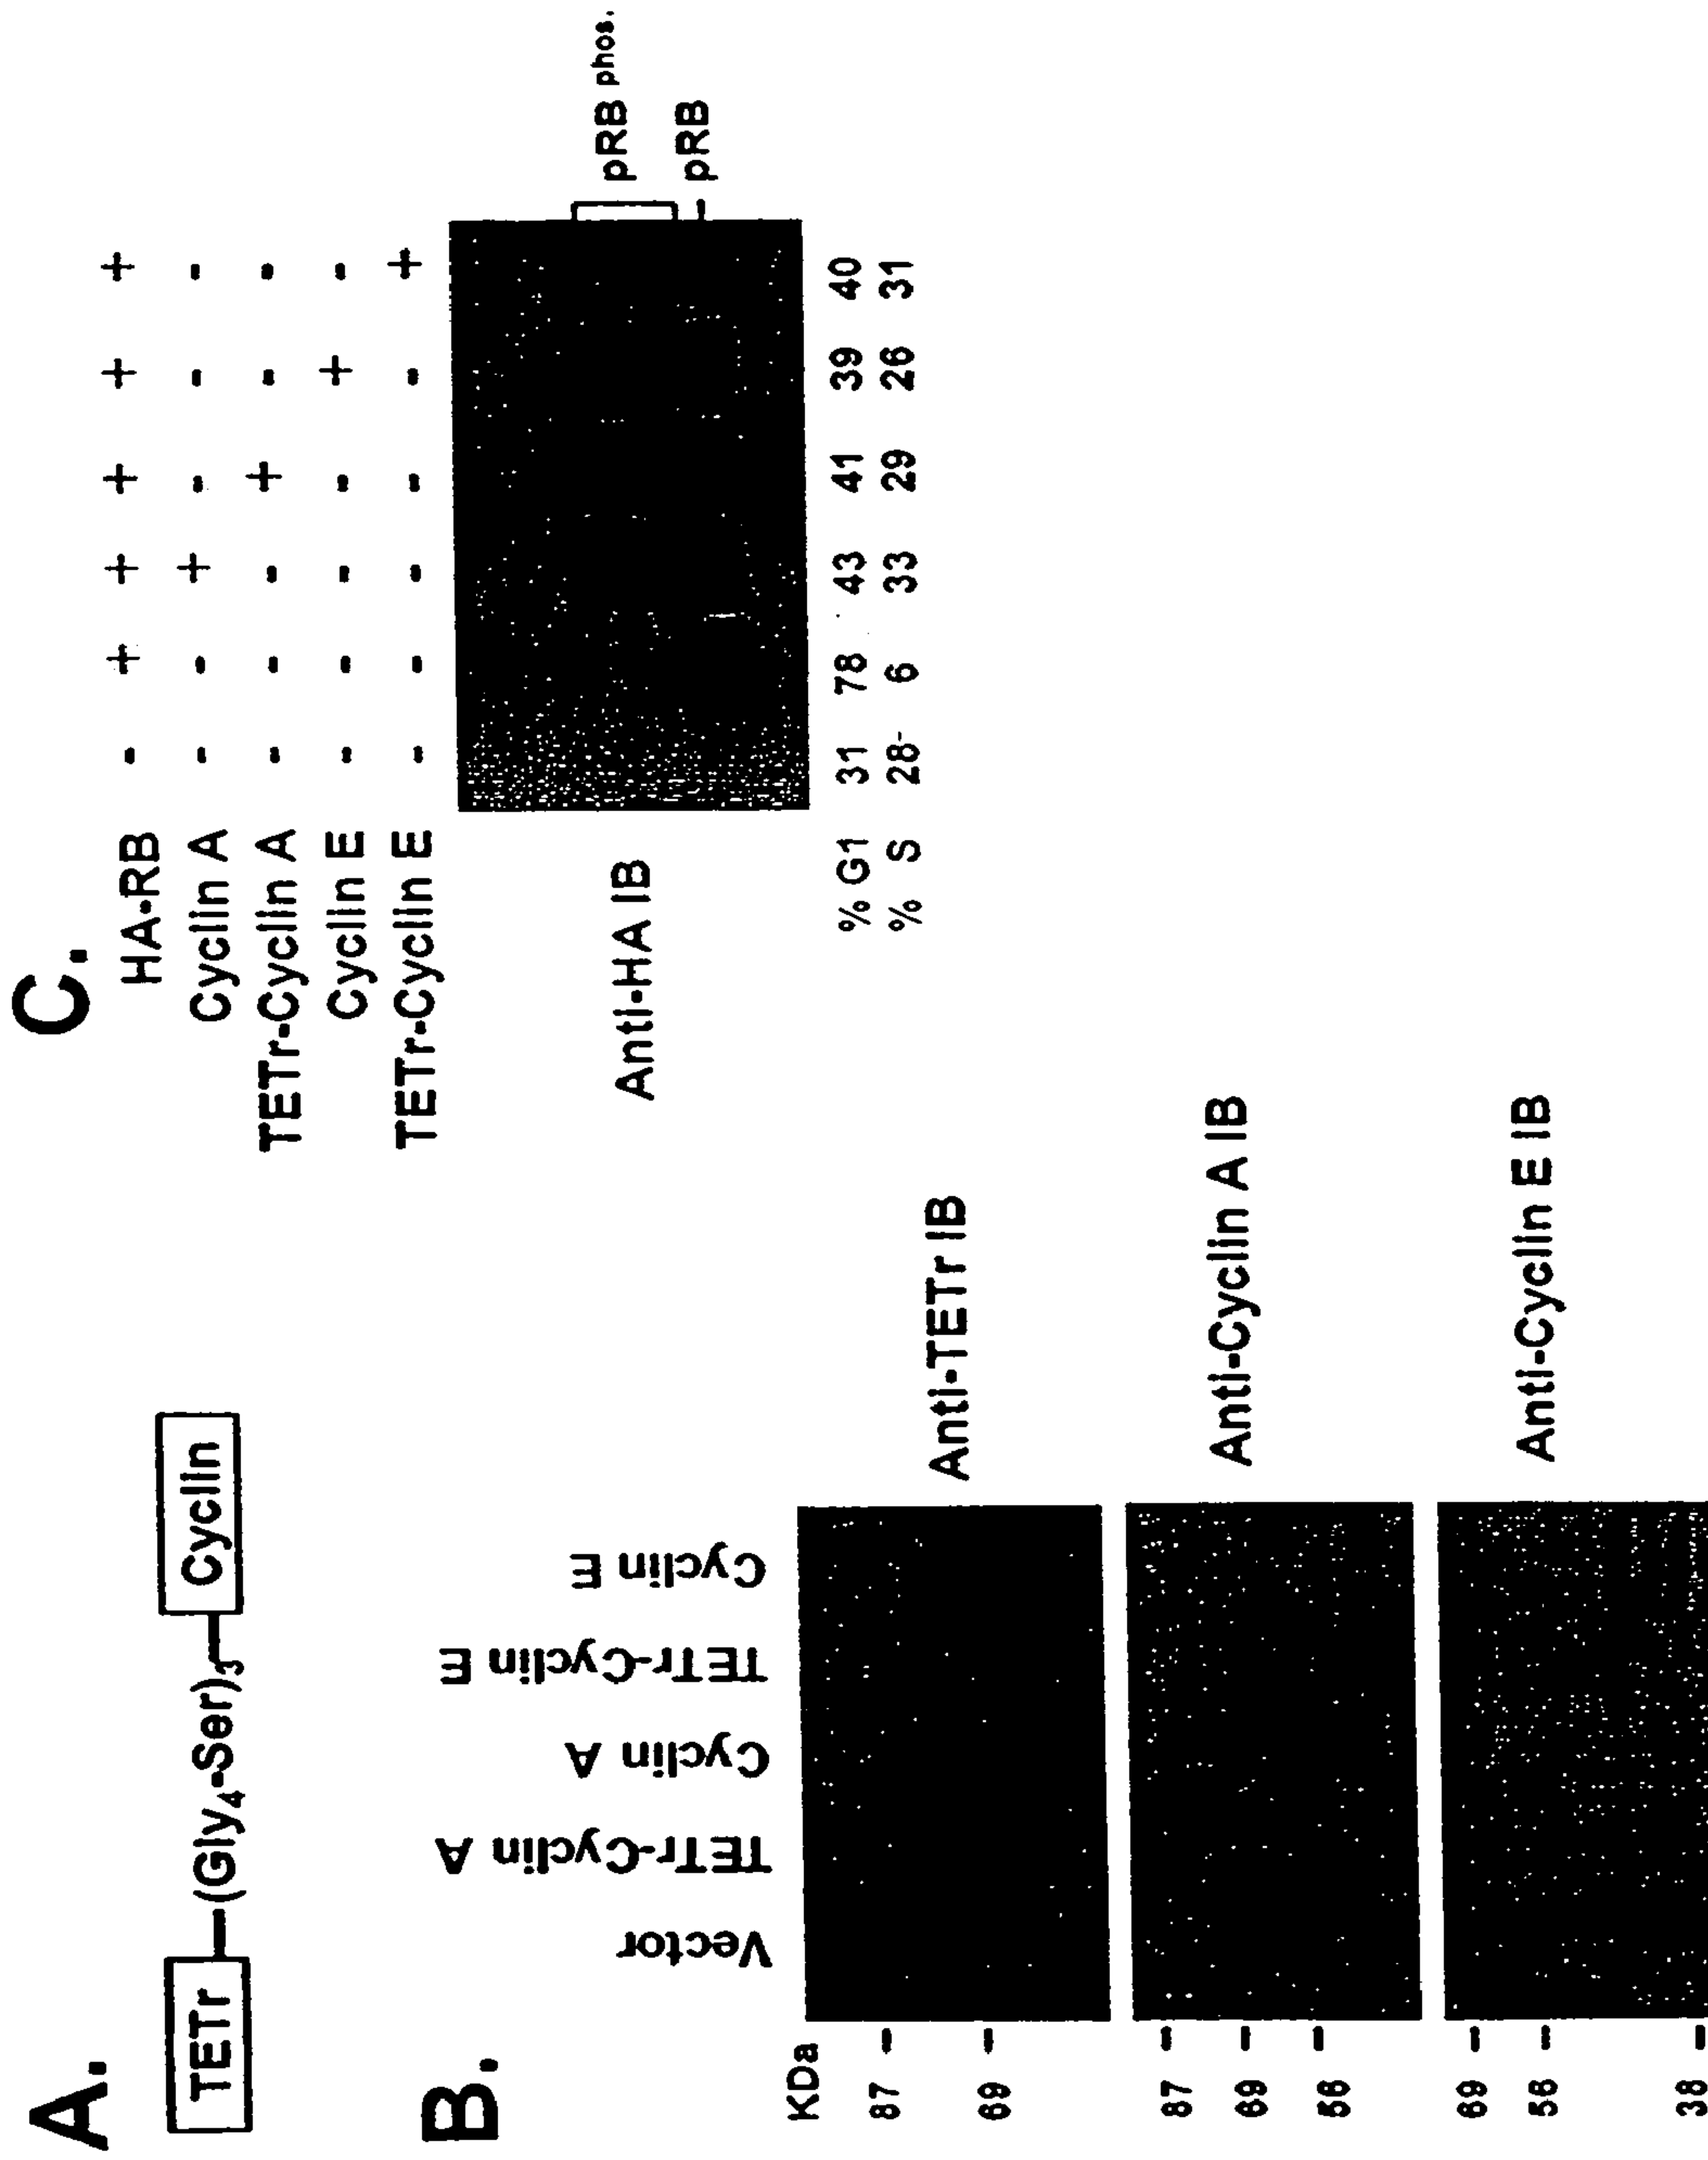 A.
TETr (Gly4-Ser)3 Cyclin
B.
Vector
TETr-Cyclin A
Cyclin A
TETr-Cyclin E
Cyclin E
KDa
87 -
69 -
Anti-TETr IB
87 -
69 -
56 -
Anti-Cyclin A IB
69 -
56 -
38 -
Anti-Cyclin E IB
C.
HA-RB - + + + + +
Cyclin A - - + - - -
TETr-Cyclin A - - - + - -
Cyclin E - - - - + -
TETr-Cyclin E - - - - - +
Anti-HA IB
pRB phos.
pRB
% G1 31 78 43 41 39 40
% S 28 6 33 29 26 31